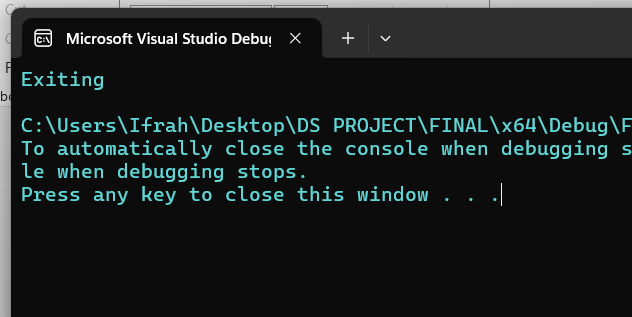 Microsoft Visual Studio Debug
Exiting
C:\Users\Ifrah\Desktop\DS PROJECT\FINAL\x64\Debug\F
To automatically close the console when debugging s
le when debugging stops.
Press any key to close this window . . .